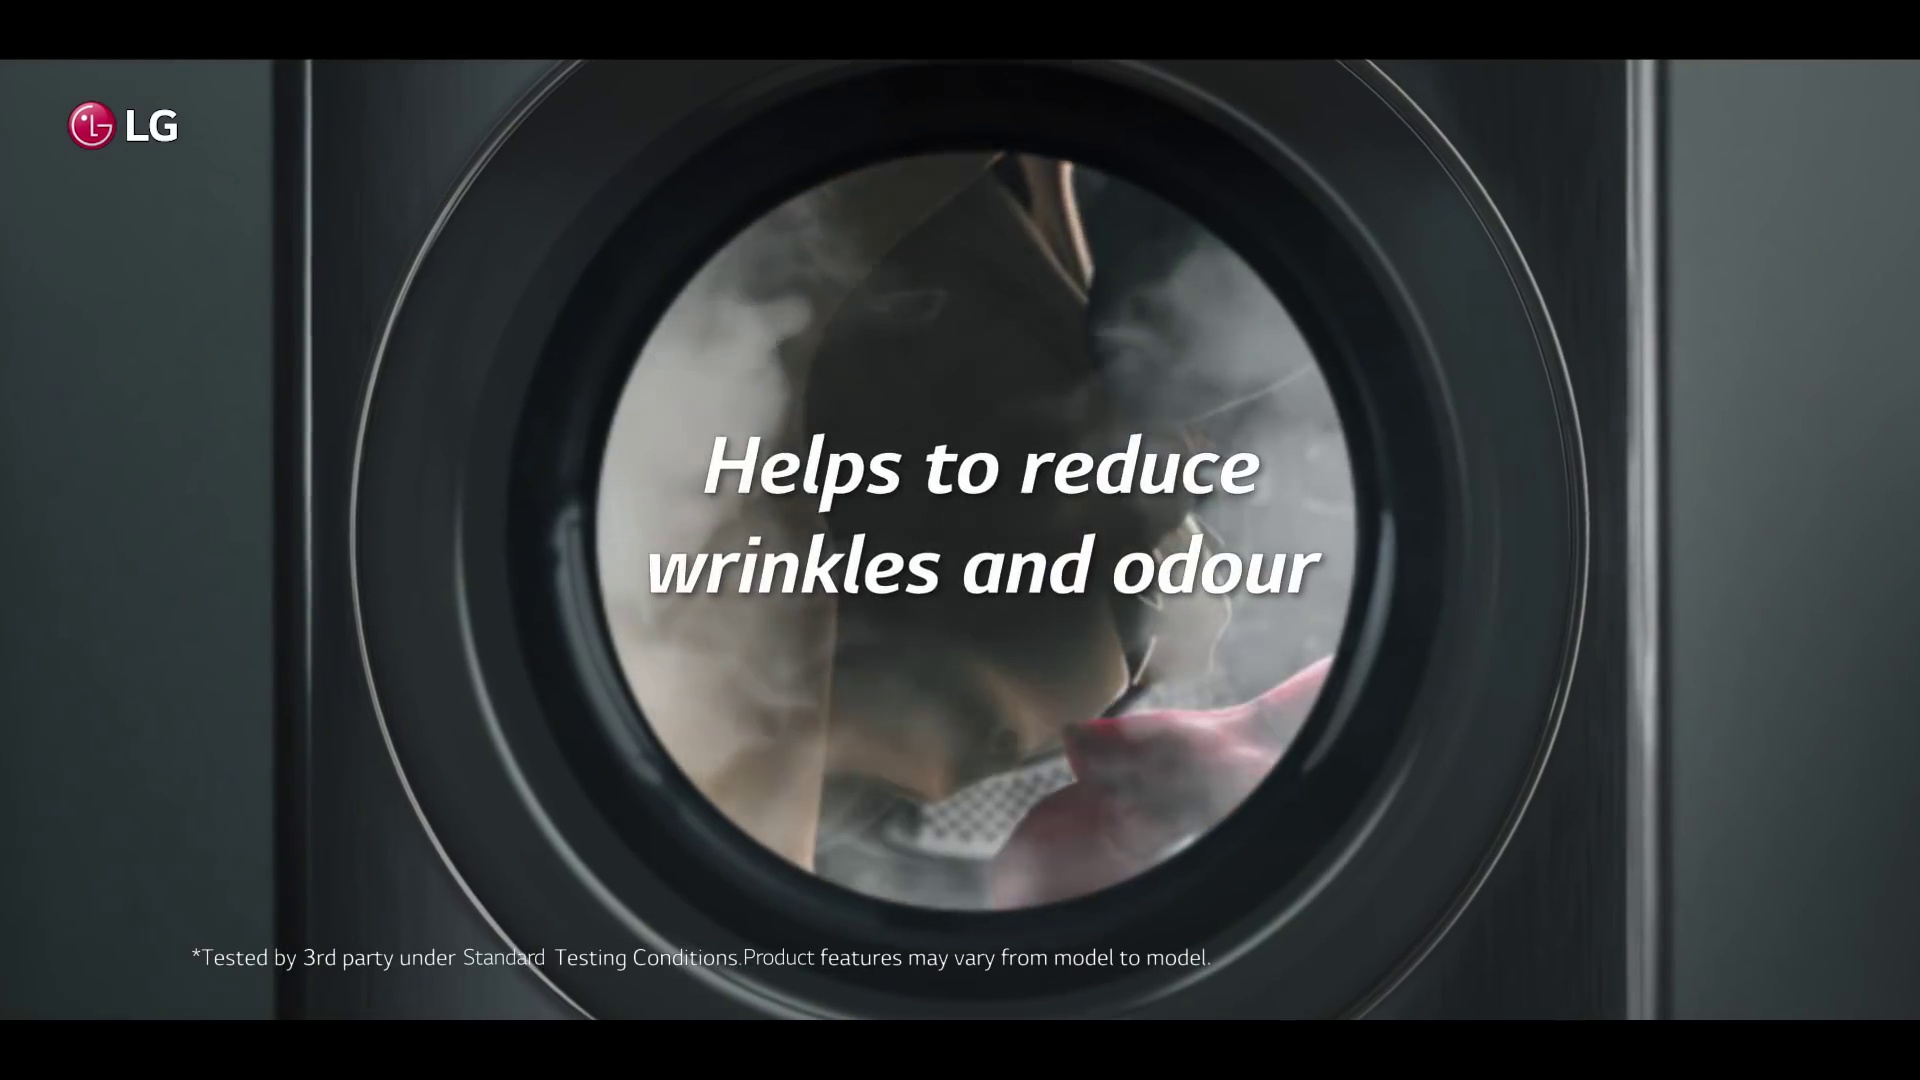 LG
Helps to reduce
wrinkles and odour
*Tested by 3rd party under Standard Testing Conditions.Product features may vary from model to model.